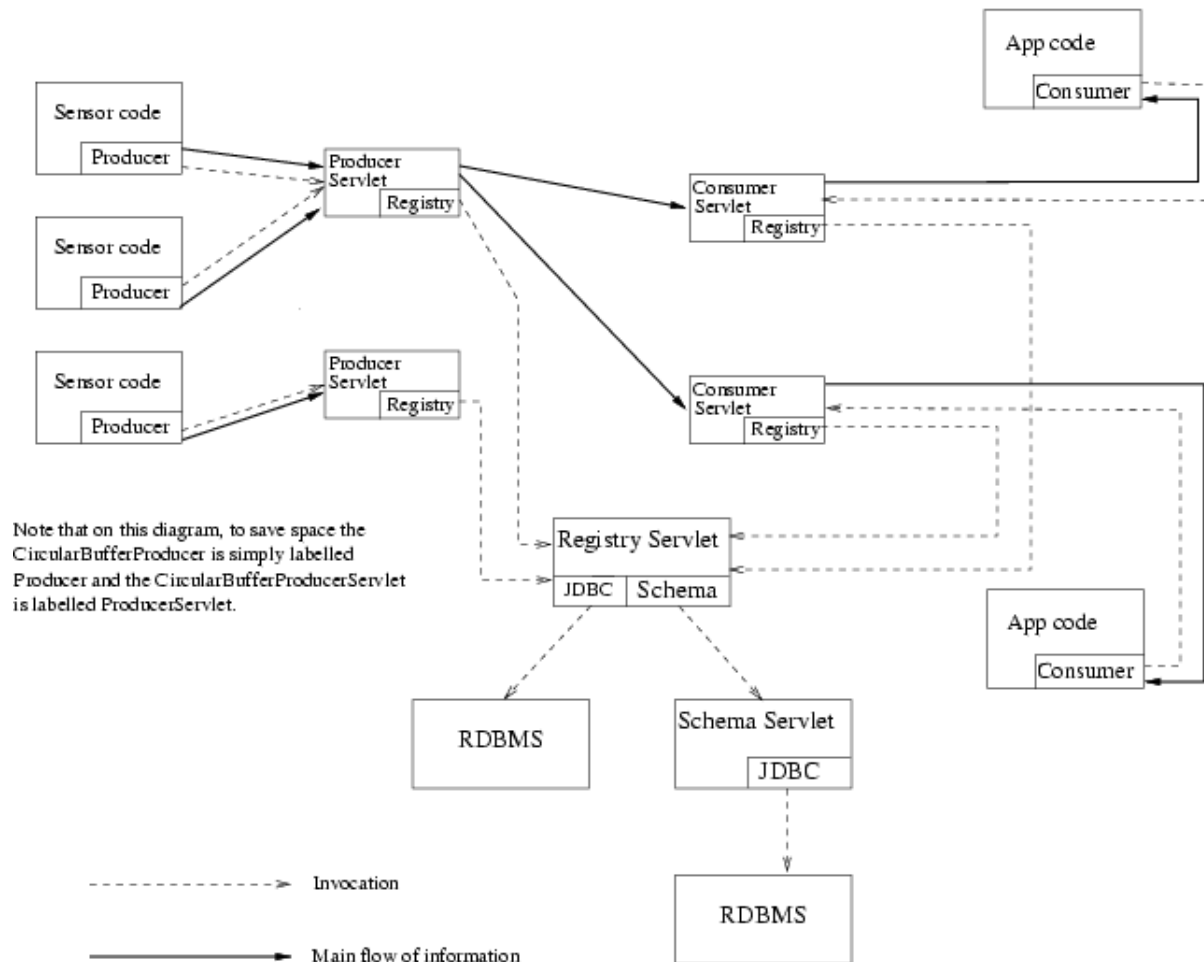 App code
Consumer
Sensor code
Producer
Producer
Servlet
Registry
Consumer
Servlet
Registry
Sensor code
Producer
Sensor code
Producer
Producer
Servlet
Registry
Consumer
Servlet
Registry
Note that on this diagram, to save space the
CircularBufferProducer is simply labelled
Producer and the CircularBufferProducerServlet
is labelled ProducerServlet.
Registry Servlet
JDBC
Schema
App code
Consumer
RDBMS
Schema Servlet
JDBC
RDBMS
Invocation
Main flow of information